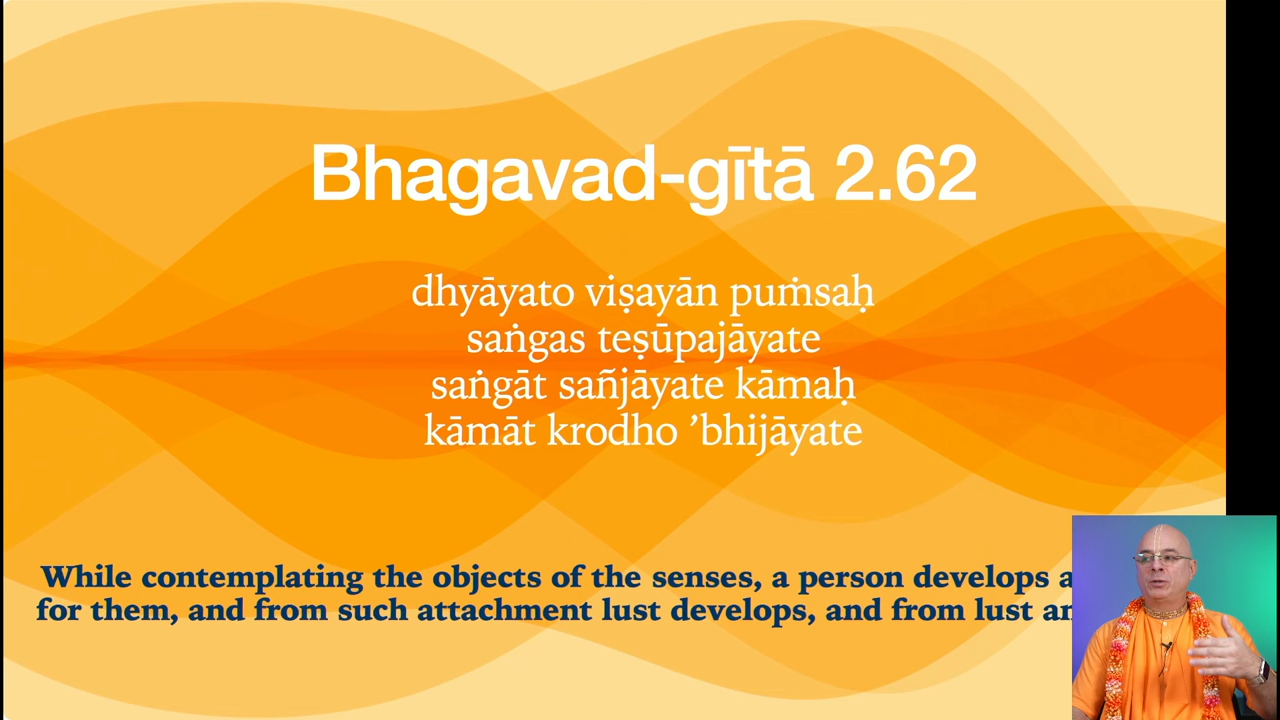 Bhagavad-gītā 2.62
dhyāyato viṣayān puṁsaḥ
saṅgas teṣūpajāyate
saṅgāt sañjāyate kāmaḥ
kāmāt krodho ’bhijāyate
While contemplating the objects of the senses, a person develops
for them, and from such attachment lust develops, and from lust